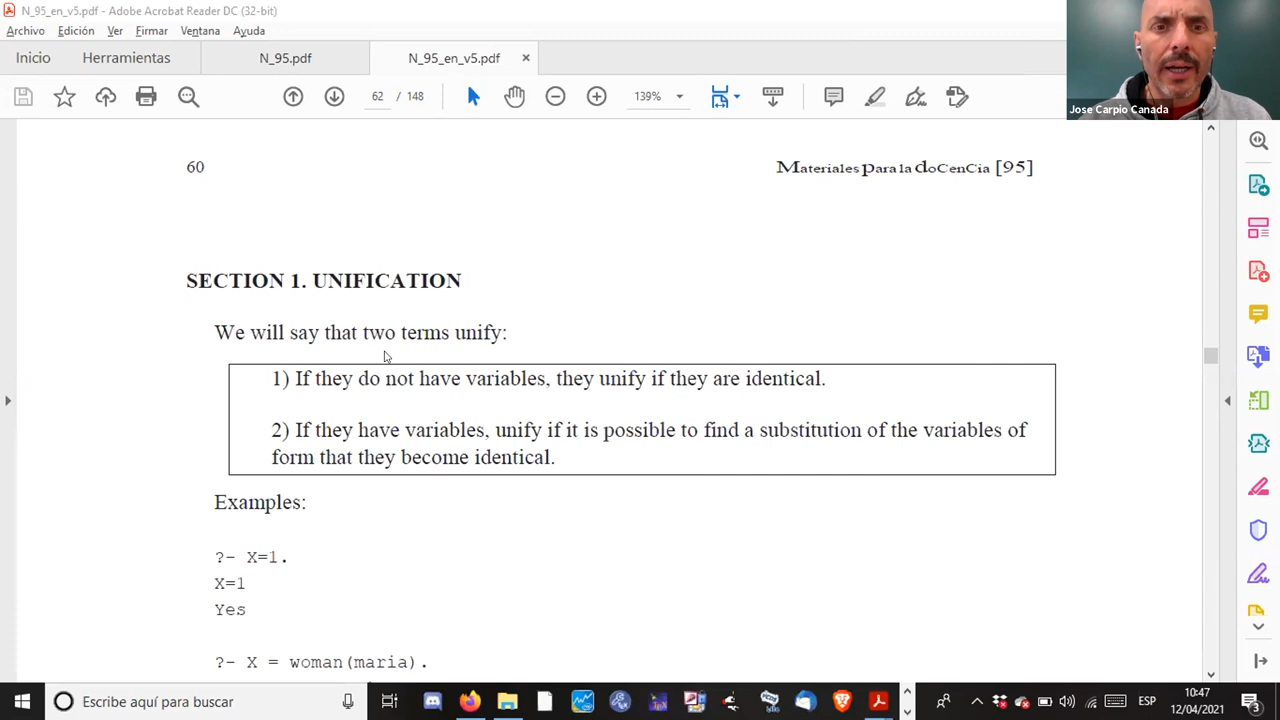 N_95_en_v5.pdf - Adobe Acrobat Reader DC (32-bit)
Archivo Edición Ver Firmar Ventana Ayuda
Inicio Herramientas N_95.pdf N_95_en_v5.pdf ×
62 / 148 139%
Jose Carpio Canada
60 Materiales para la doCenCia [95]
SECTION 1. UNIFICATION
We will say that two terms unify:
1) If they do not have variables, they unify if they are identical.
2) If they have variables, unify if it is possible to find a substitution of the variables of
form that they become identical.
Examples:
?- X=1.
X=1
Yes
?- X = woman(maria).
Escribe aquí para buscar
ESP
10:47
12/04/2021
3